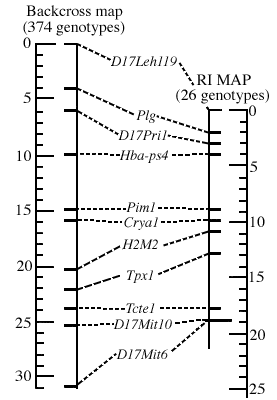 Backcross map
(374 genotypes)
0
D17Leh119
RI MAP
(26 genotypes)
0
5
Plg
D17Pri1
10
Hba-ps4
5
15
Pim1
Crya1
10
H2M2
20
Tpx1
15
Tcte1
25
D17Mit10
20
D17Mit6
30
25